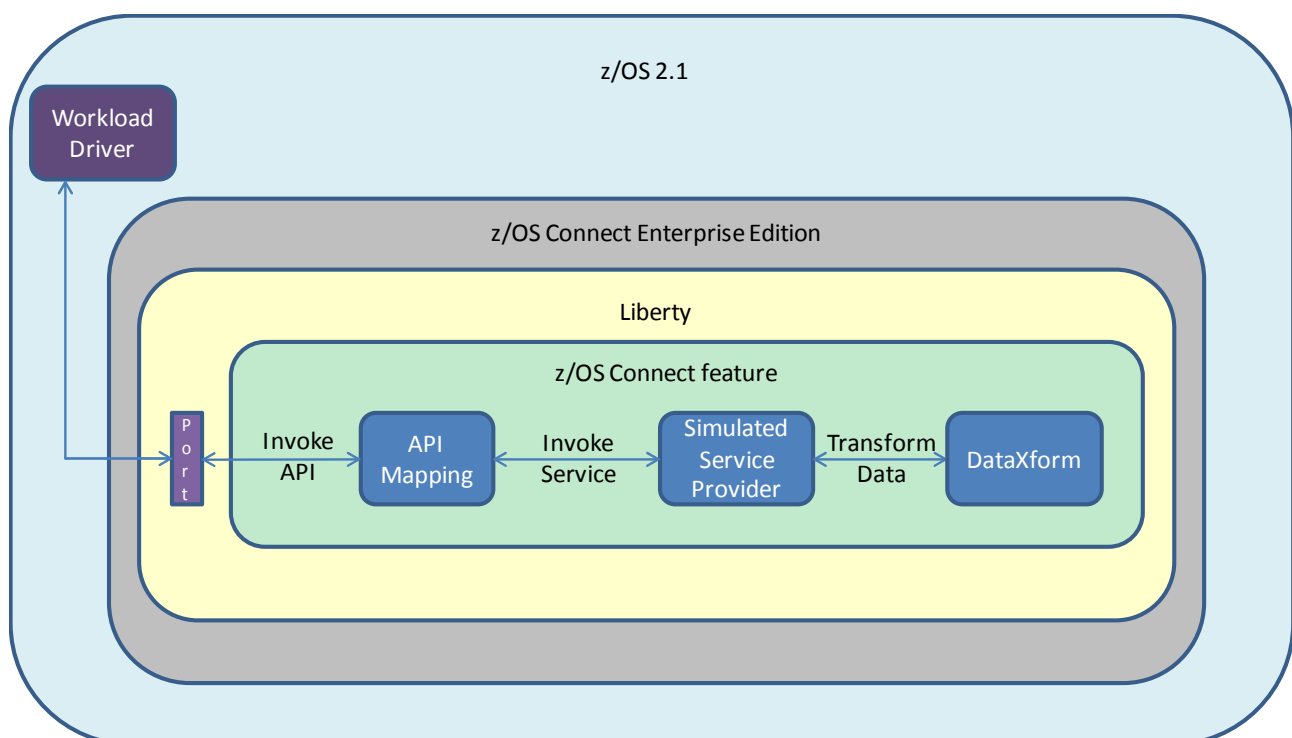 z/OS 2.1
Workload
Driver
z/OS Connect Enterprise Edition
Liberty
z/OS Connect feature
Port
Invoke
API
API
Mapping
Invoke
Service
Simulated
Service
Provider
Transform
Data
DataXform